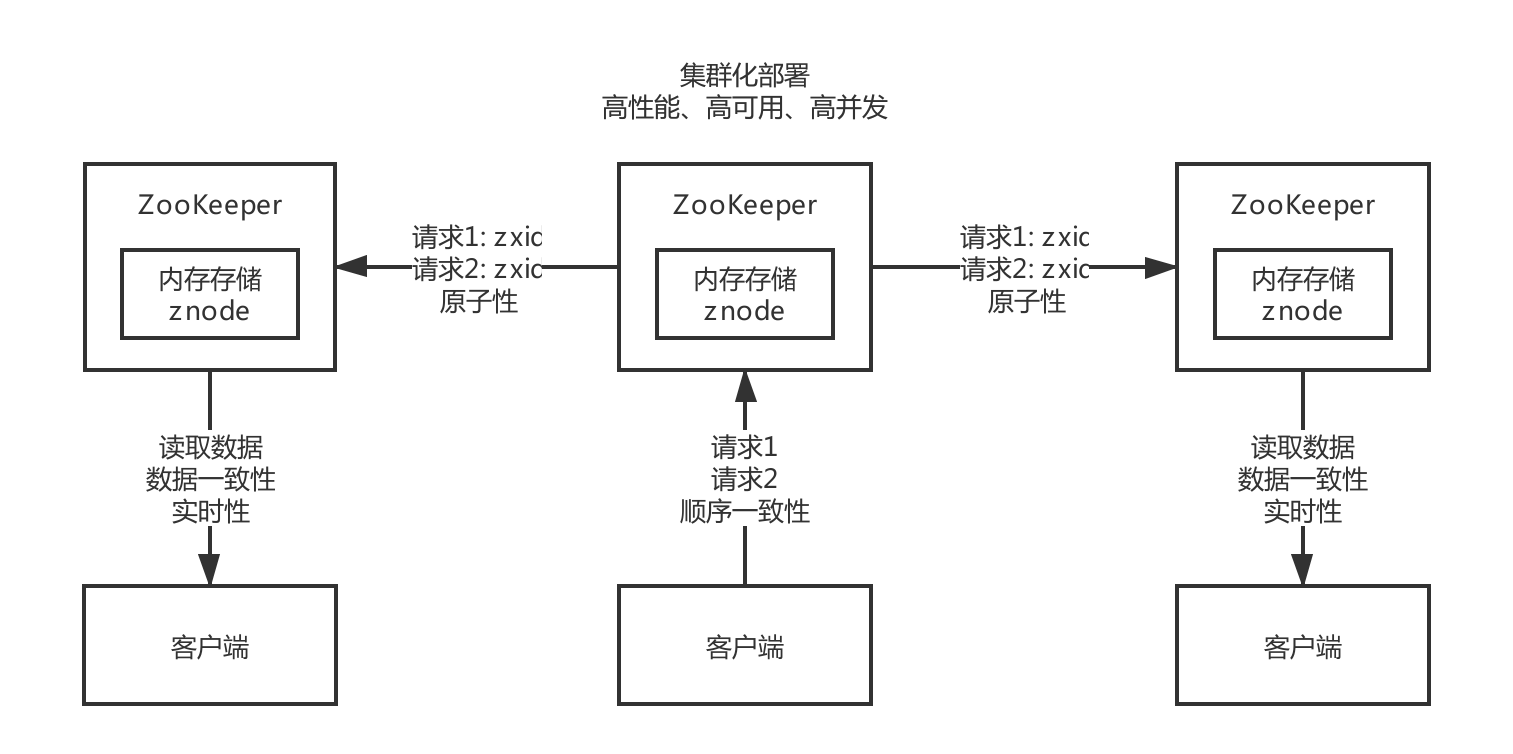 集群化部署
高性能、高可用、高并发
ZooKeeper
内存存储
znode
请求1: zxid
请求2: zxid
原子性
ZooKeeper
内存存储
znode
请求1: zxid
请求2: zxid
原子性
ZooKeeper
内存存储
znode
读取数据
数据一致性
实时性
请求1
请求2
顺序一致性
读取数据
数据一致性
实时性
客户端
客户端
客户端